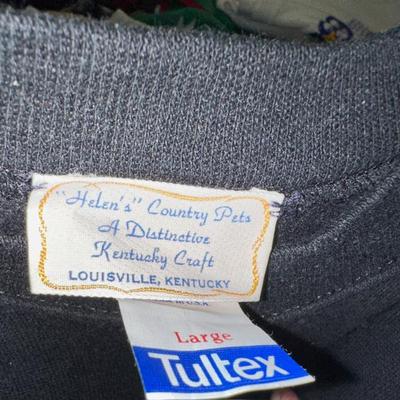 "Helen's" Country Pets
A Distinctive
Kentucky Craft
LOUISVILLE, KENTUCKY
U.S.A.
Large
Tultex